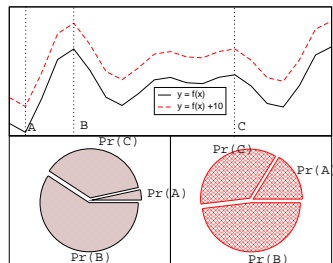 y = f(x)
y = f(x) +10
A
B
C
Pr(C)
Pr(A)
Pr(B)
Pr(C)
Pr(A)
Pr(B)